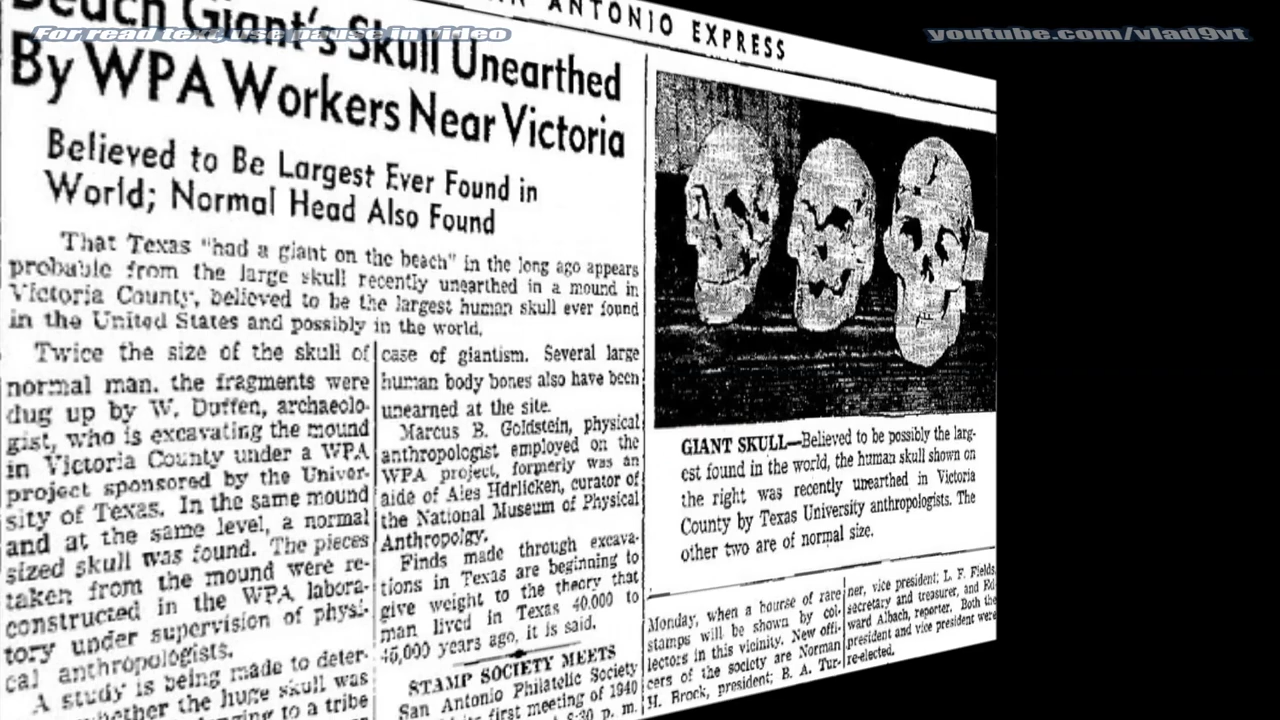 For read text, use pause in video
youtube.com/vlad9vt
ANTONIO EXPRESS
Beach Giant's Skull Unearthed
By WPA Workers Near Victoria
Believed to Be Largest Ever Found in
World; Normal Head Also Found
That Texas "had a giant on the beach" in the long ago appears
probable from the large skull recently unearthed in a mound in
Victoria County, believed to be the largest human skull ever found
in the United States and possibly in the world.
Twice the size of the skull of
normal man, the fragments were
dug up by W. Duffen, archaeolo-
gist, who is excavating the mound
in Victoria County under a WPA
project sponsored by the Univer-
sity of Texas. In the same mound
and at the same level, a normal
sized skull was found. The pieces
taken from the mound were re-
constructed in the WPA labora-
tory under supervision of physi-
cal anthropologists.
A study is being made to deter-
whether the huge skull was
to a tribe
case of giantism. Several large
human body bones also have been
unearned at the site.
Marcus B. Goldstein, physical
anthropologist employed on the
WPA project, formerly was an
aide of Ales Hdrlicken, curator of
the National Museum of Physical
Anthropolgy.
Finds made through excava-
tions in Texas are beginning to
give weight to the theory that
man lived in Texas 40,000 to
45,000 years ago, it is said.
STAMP SOCIETY MEETS
San Antonio Philatelic Society
first meeting of 1940
8:30 p. m.
GIANT SKULL—Believed to be possibly the larg-
est found in the world, the human skull shown on
the right was recently unearthed in Victoria
County by Texas University anthropologists. The
other two are of normal size.
Monday, when a hourse of rare
stamps will be shown by col-
lectors in this vicinity. New offi-
cers of the society are Norman
H. Brock, president; B. A. Tur-
ner, vice president; L. F. Fields,
secretary and treasurer, and Ed-
ward Albach, reporter. Both the
president and vice president were
re-elected.